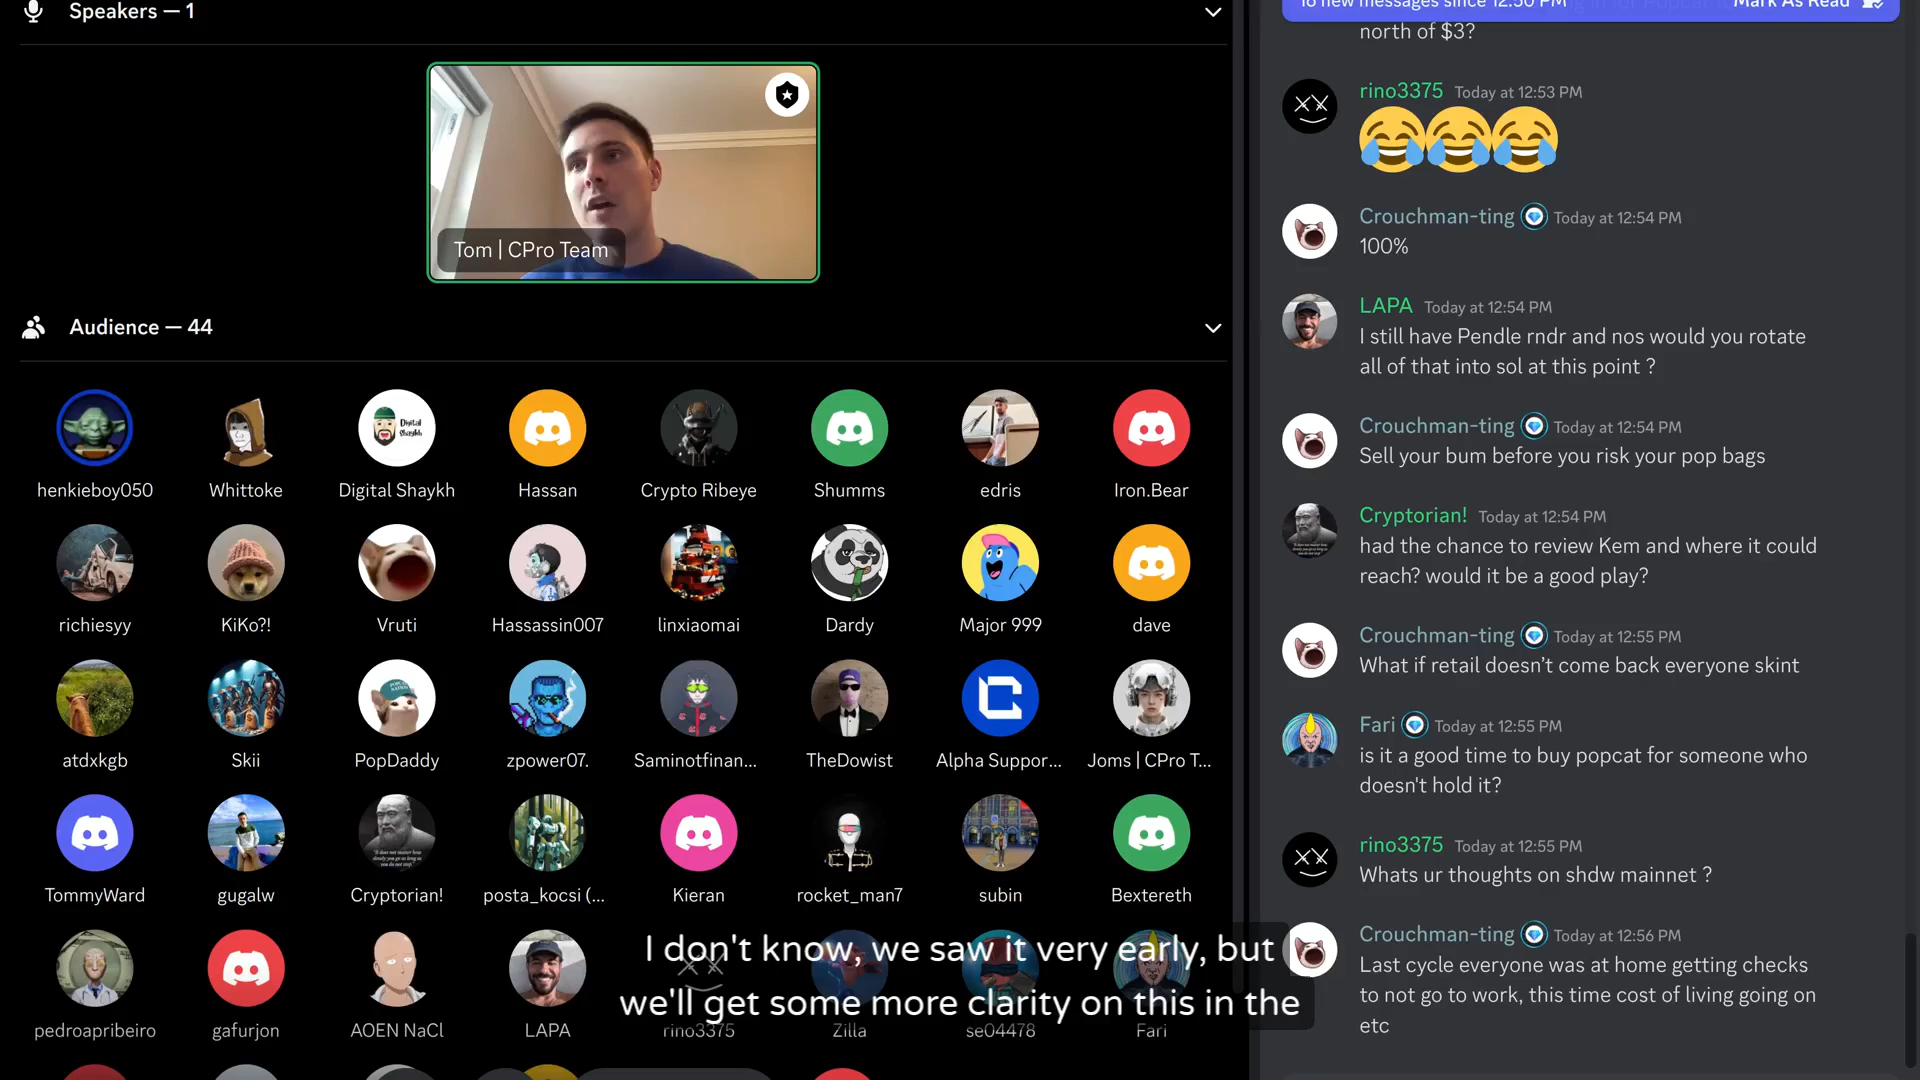 Speakers — 1
Tom | CPro Team
Audience — 44
henkieboy050
Whittoke
Digital Shaykh
Hassan
Crypto Ribeye
Shumms
edris
Iron.Bear
richiesyy
KiKo?!
Vruti
Hassassin007
linxiaomai
Dardy
Major 999
dave
atdxkgb
Skii
PopDaddy
zpower07.
Saminotfinan...
TheDowist
Alpha Suppor...
Joms | CPro T...
TommyWard
gugalw
Cryptorian!
posta_kocsi (...
Kieran
rocket_man7
subin
Bextereth
pedroapribeiro
gafurjon
AOEN NaCl
LAPA
rino3375
Zilla
se04478
Fari
I don't know, we saw it very early, but
we'll get some more clarity on this in the
16 new messages since 12:50 PM
Mark As Read
north of $3?
rino3375 Today at 12:53 PM
Crouchman-ting Today at 12:54 PM
100%
LAPA Today at 12:54 PM
I still have Pendle rndr and nos would you rotate
all of that into sol at this point ?
Crouchman-ting Today at 12:54 PM
Sell your bum before you risk your pop bags
Cryptorian! Today at 12:54 PM
had the chance to review Kem and where it could
reach? would it be a good play?
Crouchman-ting Today at 12:55 PM
What if retail doesn’t come back everyone skint
Fari Today at 12:55 PM
is it a good time to buy popcat for someone who
doesn't hold it?
rino3375 Today at 12:55 PM
Whats ur thoughts on shdw mainnet ?
Crouchman-ting Today at 12:56 PM
Last cycle everyone was at home getting checks
to not go to work, this time cost of living going on
etc